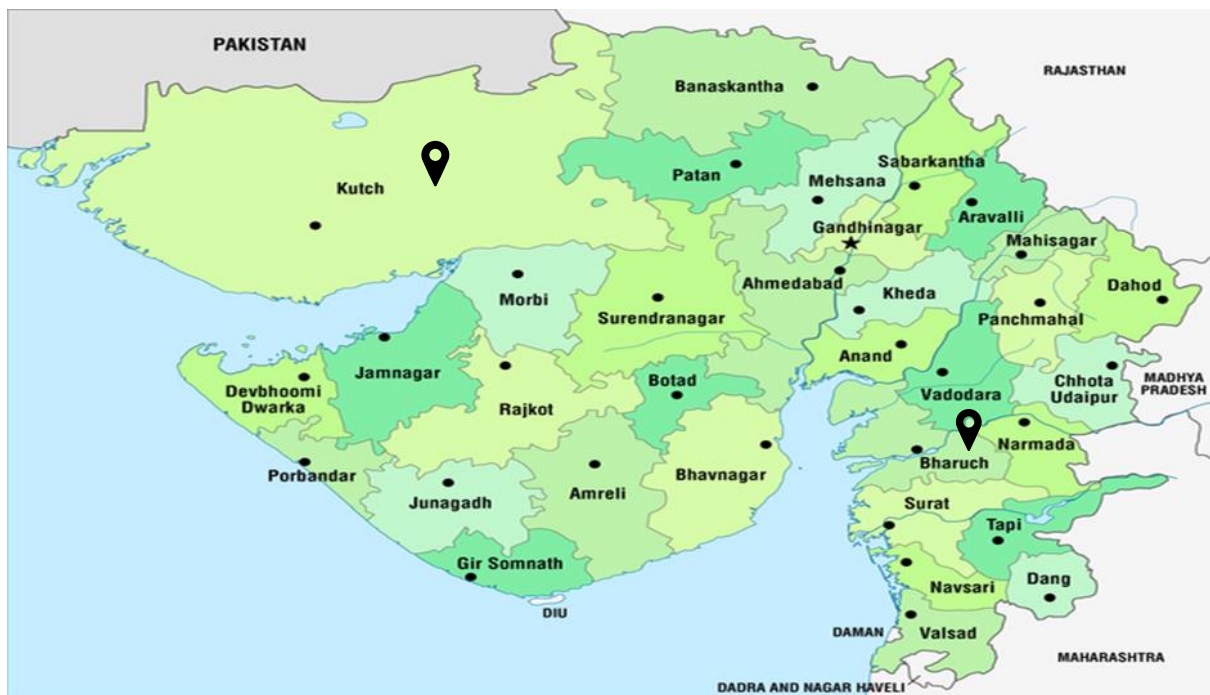 PAKISTAN
RAJASTHAN
Banaskantha
Sabarkantha
Patan
Mehsana
Kutch
Aravalli
Gandhinagar
Mahisagar
Ahmedabad
Kheda
Dahod
Morbi
Surendranagar
Panchmahal
Anand
Jamnagar
Botad
Chhota
Udaipur
MADHYA
PRADESH
Devbhoomi
Dwarka
Vadodara
Rajkot
Narmada
Porbandar
Bhavnagar
Bharuch
Junagadh
Amreli
Surat
Tapi
Gir Somnath
Dang
Navsari
DIU
DAMAN
Valsad
MAHARASHTRA
DADRA AND NAGAR HAVELI